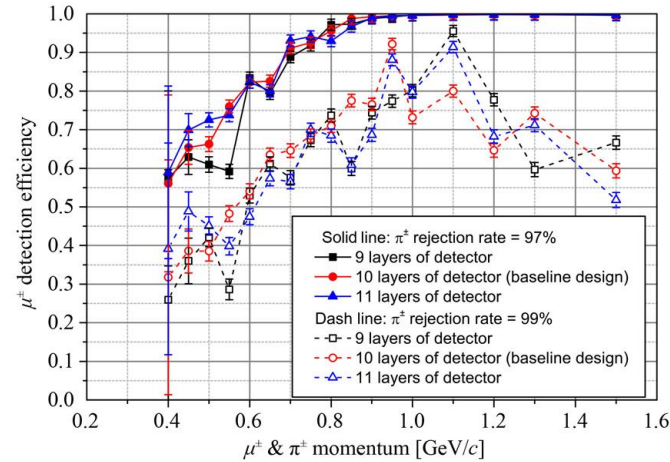 1.0
0.9
0.8
0.7
0.6
0.5
0.4
0.3
0.2
0.1
0.0
μ± detection efficiency
Solid line: π± rejection rate = 97%
9 layers of detector
10 layers of detector (baseline design)
11 layers of detector
Dash line: π± rejection rate = 99%
9 layers of detector
10 layers of detector (baseline design)
11 layers of detector
0.2 0.4 0.6 0.8 1.0 1.2 1.4 1.6
μ± & π± momentum [GeV/c]